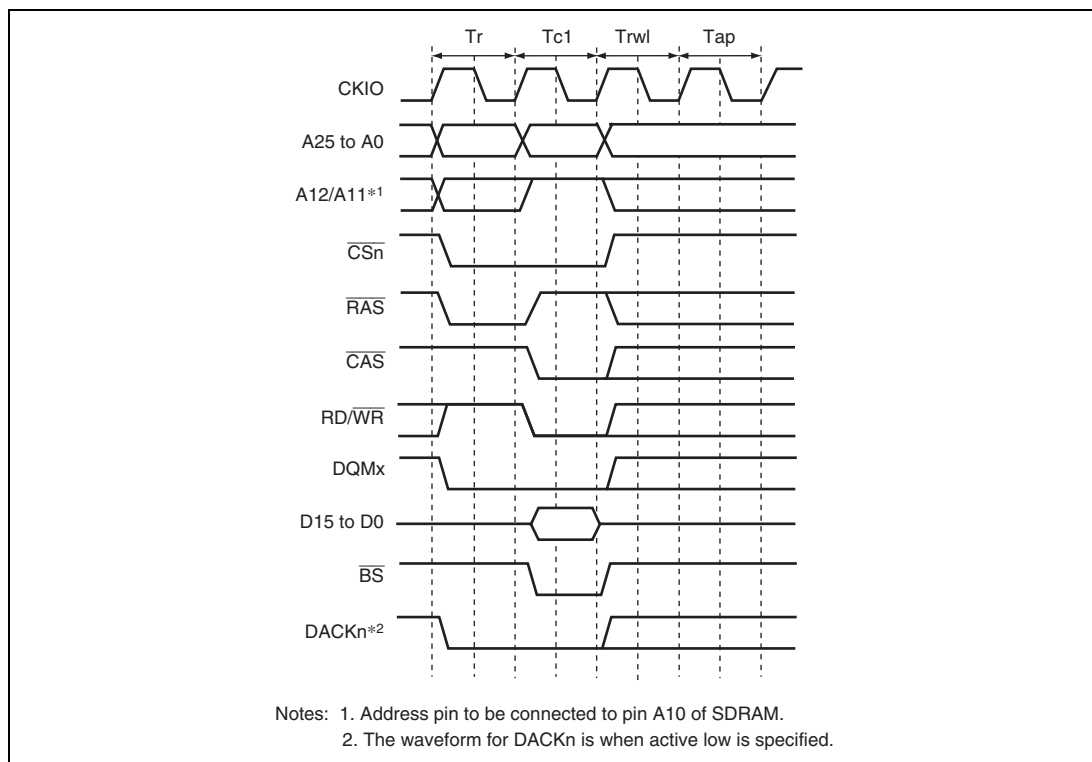 Tr Tc1 Trwl Tap
CKIO
A25 to A0
A12/A11*1
CSn
RAS
CAS
RD/WR
DQMx
D15 to D0
BS
DACKn*2
Notes: 1. Address pin to be connected to pin A10 of SDRAM.
2. The waveform for DACKn is when active low is specified.